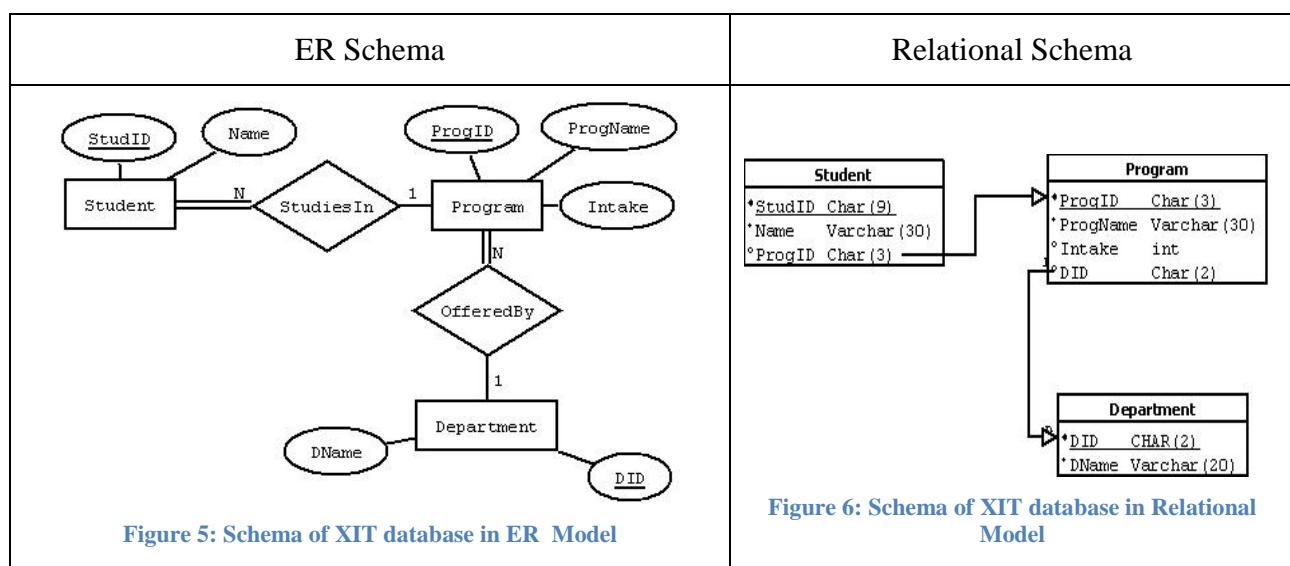 ER Schema
Relational Schema
StudID
Name
ProgID
ProgName
Student
N
StudiesIn
1
Program
Intake
N
OfferedBy
1
Department
DName
DID
Figure 5: Schema of XIT database in ER Model
Student
StudID Char(9)
Name Varchar(30)
ProgID Char(3)
Program
ProgID Char(3)
ProgName Varchar(30)
Intake int
DID Char(2)
Department
DID CHAR(2)
DName Varchar(20)
Figure 6: Schema of XIT database in Relational
Model